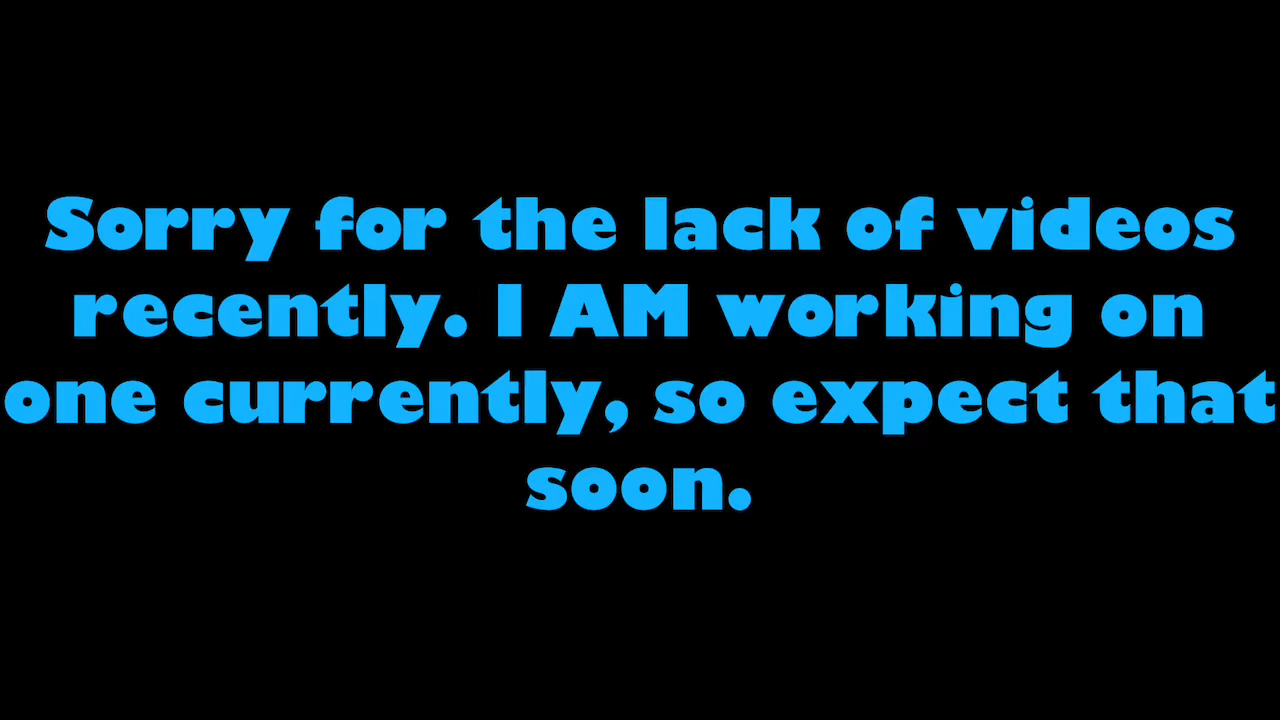 Sorry for the lack of videos
recently. I AM working on
one currently, so expect that
soon.